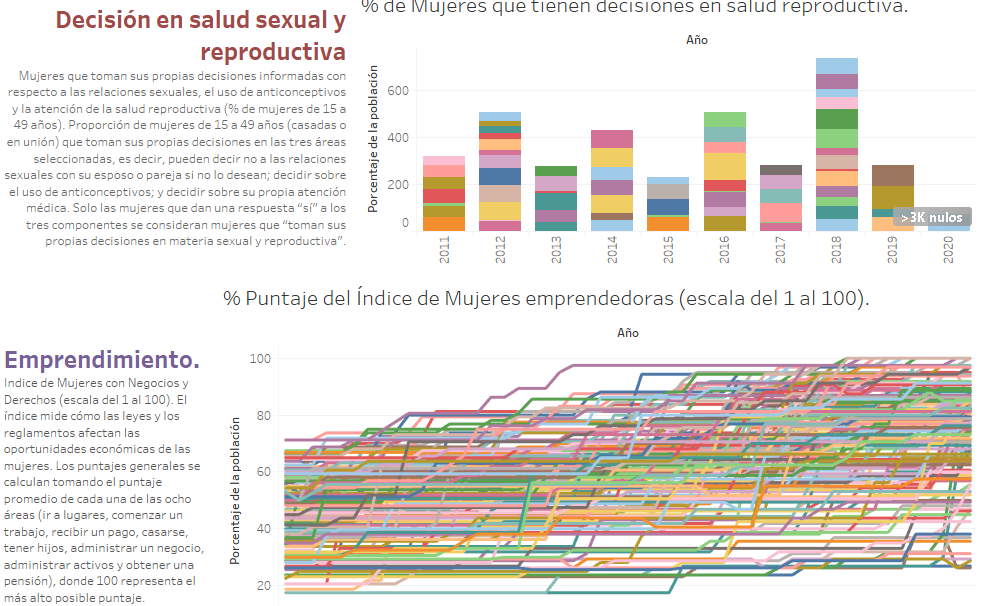 Decisión en salud sexual y
reproductiva
Mujeres que toman sus propias decisiones informadas con
respecto a las relaciones sexuales, el uso de anticonceptivos
y la atención de la salud reproductiva (% de mujeres de 15 a
49 años). Proporción de mujeres de 15 a 49 años (casadas o
en unión) que toman sus propias decisiones en las tres áreas
seleccionadas, es decir, pueden decir no a las relaciones
sexuales con su esposo o pareja si no lo desean; decidir sobre
el uso de anticonceptivos; y decidir sobre su propia atención
médica. Solo las mujeres que dan una respuesta “sí” a los
tres componentes se consideran mujeres que “toman sus
propias decisiones en materia sexual y reproductiva”.
% de Mujeres que tienen decisiones en salud reproductiva.
Año
Porcentaje de la población
600
400
200
0
>3K nulos
2011
2012
2013
2014
2015
2016
2017
2018
2019
2020
% Puntaje del Índice de Mujeres emprendedoras (escala del 1 al 100).
Año
Emprendimiento.
Indice de Mujeres con Negocios y
Derechos (escala del 1 al 100). El
índice mide cómo las leyes y los
reglamentos afectan las
oportunidades económicas de las
mujeres. Los puntajes generales se
calculan tomando el puntaje
promedio de cada una de las ocho
áreas (ir a lugares, comenzar un
trabajo, recibir un pago, casarse,
tener hijos, administrar un negocio,
administrar activos y obtener una
pensión), donde 100 representa el
más alto posible puntaje.
Porcentaje de la población
100
80
60
40
20